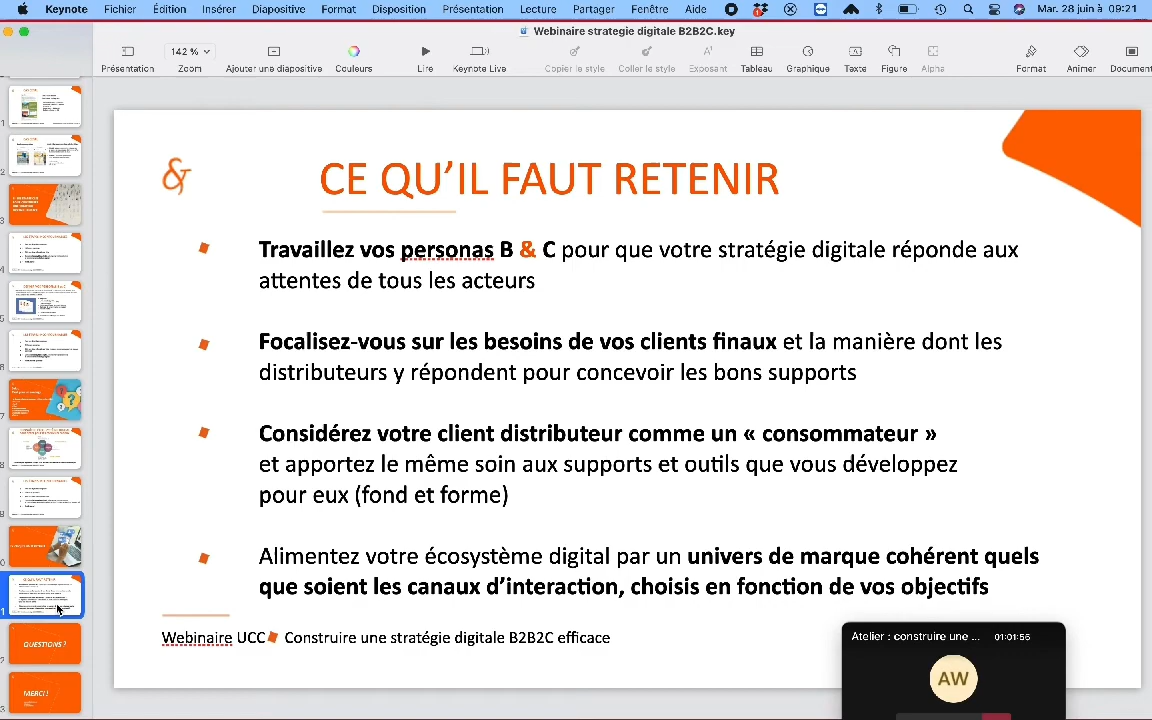 Keynote Fichier Édition Insérer Diapositive Format Disposition Présentation Lecture Partager Fenêtre Aide Mar. 28 juin à 09:21
Webinaire strategie digitale B2B2C.key
142 %
Présentation Zoom Ajouter une diapositive Couleurs Lire Keynote Live Copier le style Coller le style Exposant Tableau Graphique Texte Figure Alpha Format Animer Document
& CE QU’IL FAUT RETENIR
Travaillez vos personas B & C pour que votre stratégie digitale réponde aux
attentes de tous les acteurs
Focalisez-vous sur les besoins de vos clients finaux et la manière dont les
distributeurs y répondent pour concevoir les bons supports
Considérez votre client distributeur comme un « consommateur »
et apportez le même soin aux supports et outils que vous développez
pour eux (fond et forme)
Alimentez votre écosystème digital par un univers de marque cohérent quels
que soient les canaux d’interaction, choisis en fonction de vos objectifs
Webinaire UCC Construire une stratégie digitale B2B2C efficace
Atelier : construire une ... 01:01:56
AW
QUESTIONS ?
MERCI !